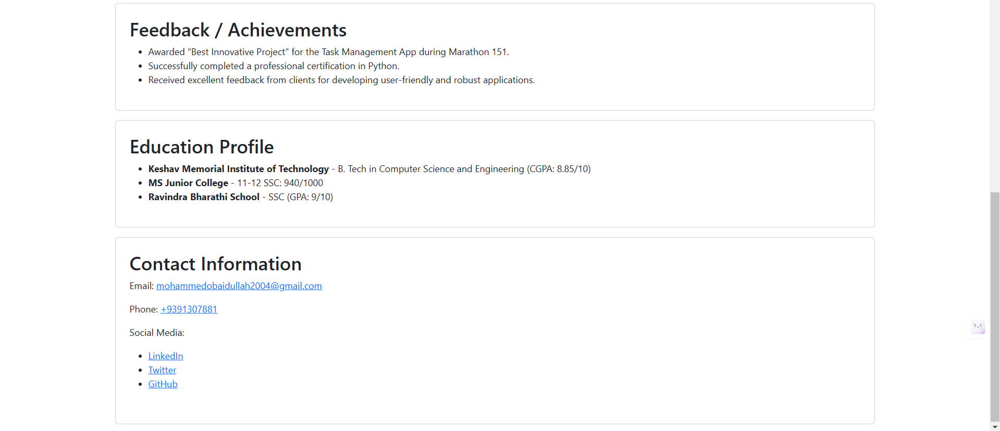 Feedback / Achievements
Awarded "Best Innovative Project" for the Task Management App during Marathon 151.
Successfully completed a professional certification in Python.
Received excellent feedback from clients for developing user-friendly and robust applications.
Education Profile
Keshav Memorial Institute of Technology - B. Tech in Computer Science and Engineering (CGPA: 8.85/10)
MS Junior College - 11-12 SSC: 940/1000
Ravindra Bharathi School - SSC (GPA: 9/10)
Contact Information
Email: mohammedobaidullah2004@gmail.com
Phone: +9391307881
Social Media:
LinkedIn
Twitter
GitHub